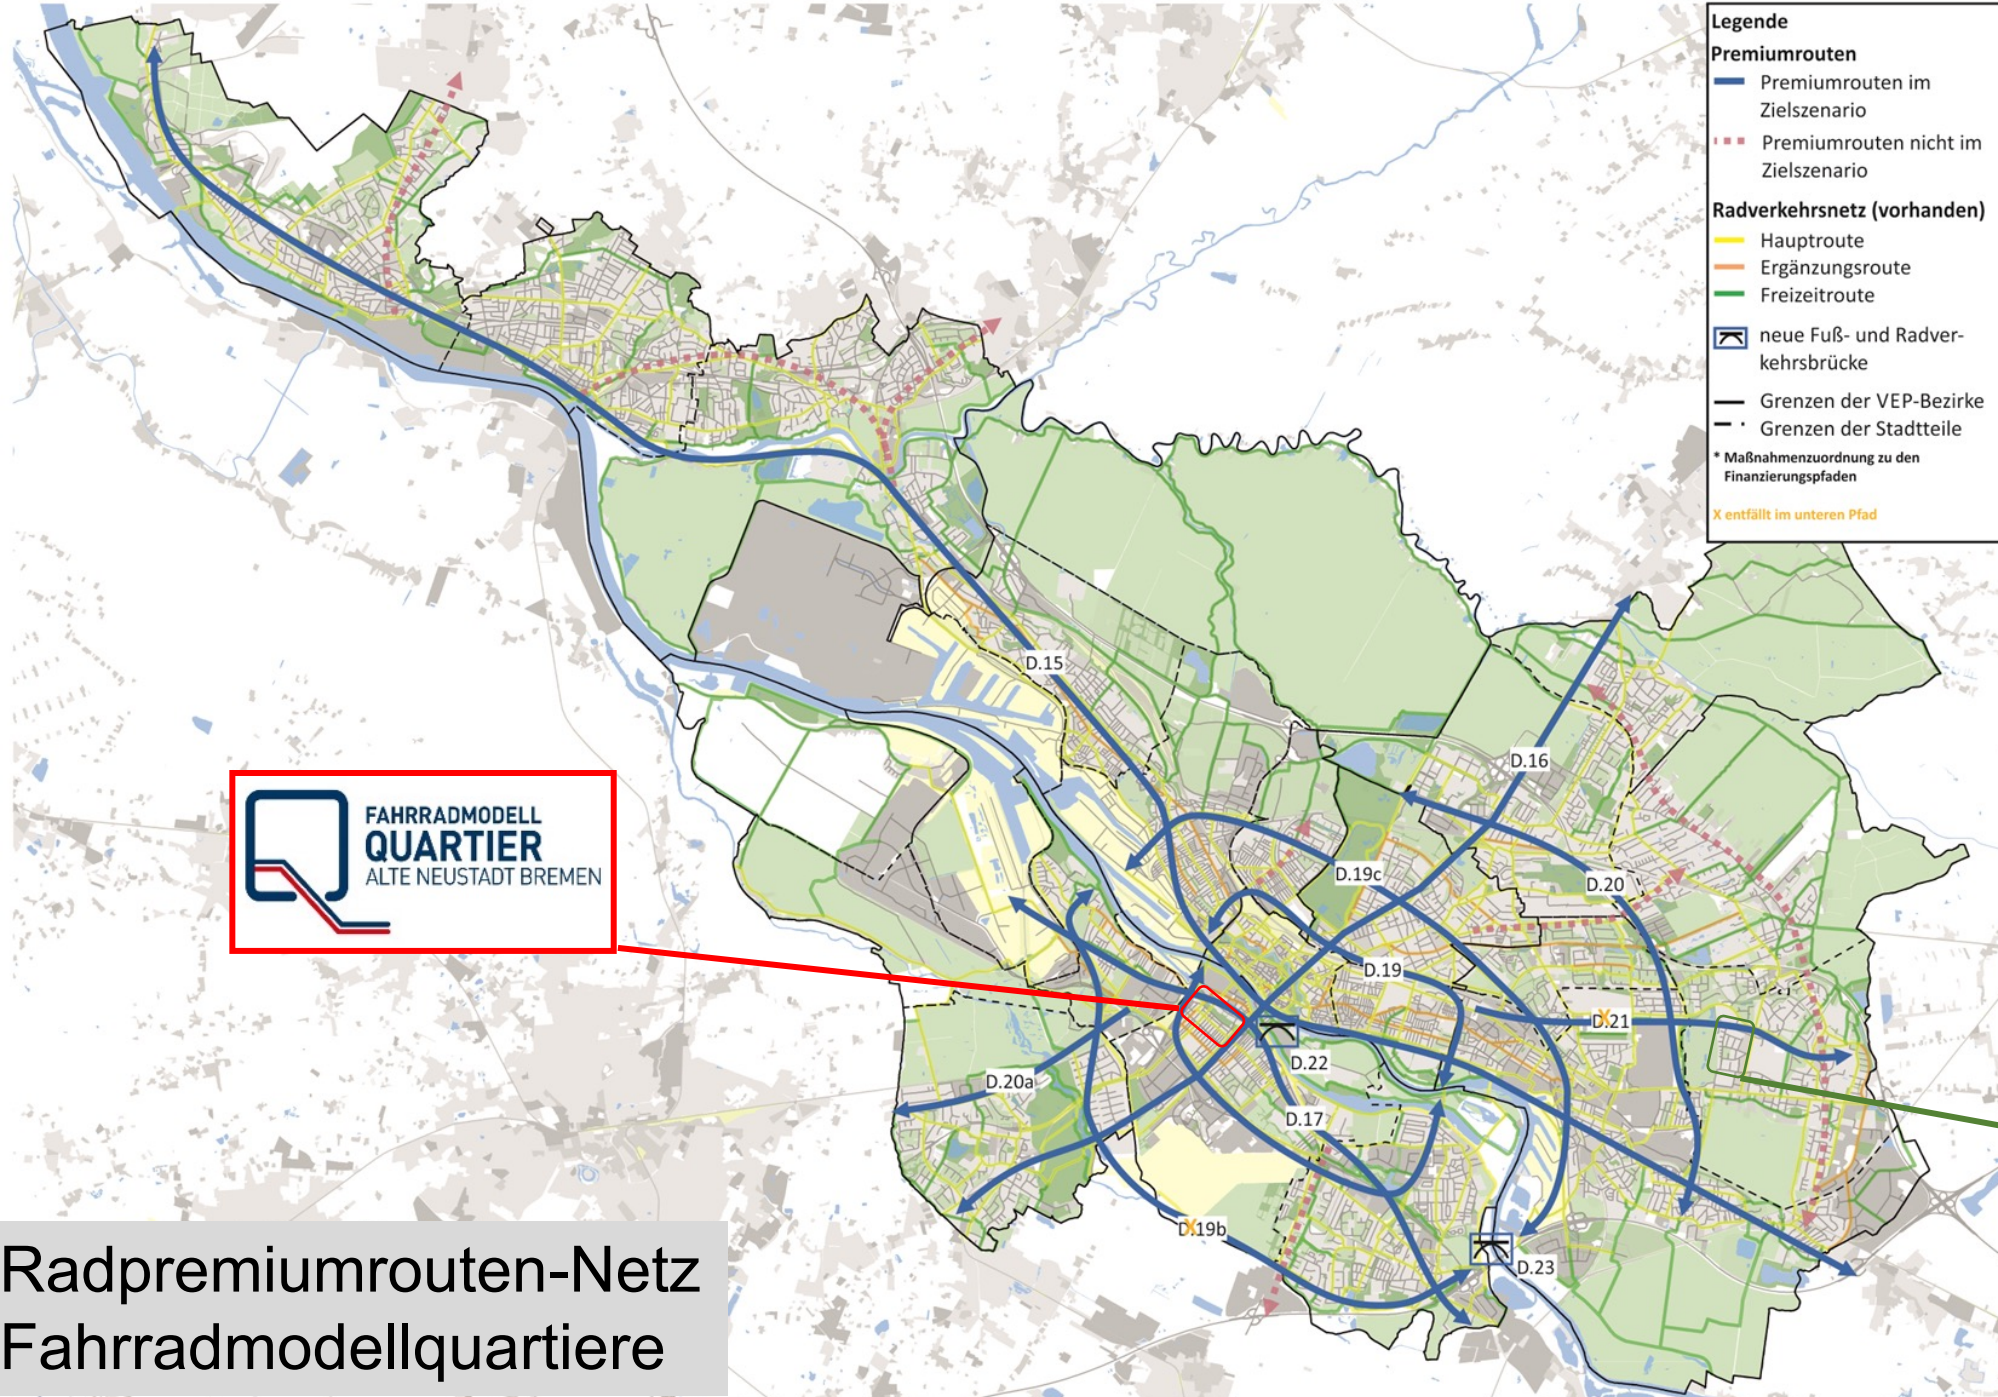 Legende
Premiumrouten
Premiumrouten im
Zielszenario
Premiumrouten nicht im
Zielszenario
Radverkehrsnetz (vorhanden)
Hauptroute
Ergänzungsroute
Freizeitroute
neue Fuß- und Radver-
kehrsbrücke
Grenzen der VEP-Bezirke
Grenzen der Stadtteile
* Maßnahmenzuordnung zu den
Finanzierungspfaden
X entfällt im unteren Pfad
D.15
D.16
D.19c
D.20
D.19
X
D.21
D.22
D.20a
D.17
X
D.19b
D.23
FAHRRADMODELL
QUARTIER
ALTE NEUSTADT BREMEN
Radpremiumrouten-Netz
Fahrradmodellquartiere